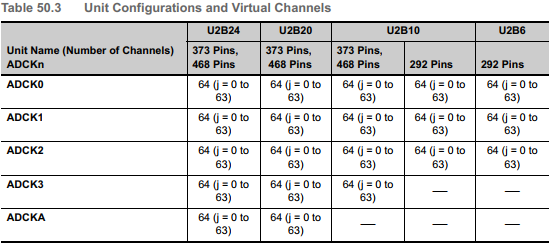 Table 50.3 Unit Configurations and Virtual Channels
U2B24 U2B20 U2B10 U2B6
Unit Name (Number of Channels) ADCKn 373 Pins, 468 Pins 373 Pins, 468 Pins 373 Pins, 468 Pins 292 Pins 292 Pins
ADCK0 64 (j = 0 to 63) 64 (j = 0 to 63) 64 (j = 0 to 63) 64 (j = 0 to 63) 64 (j = 0 to 63)
ADCK1 64 (j = 0 to 63) 64 (j = 0 to 63) 64 (j = 0 to 63) 64 (j = 0 to 63) 64 (j = 0 to 63)
ADCK2 64 (j = 0 to 63) 64 (j = 0 to 63) 64 (j = 0 to 63) 64 (j = 0 to 63) 64 (j = 0 to 63)
ADCK3 64 (j = 0 to 63) 64 (j = 0 to 63) 64 (j = 0 to 63) — —
ADCKA 64 (j = 0 to 63) 64 (j = 0 to 63) — — —